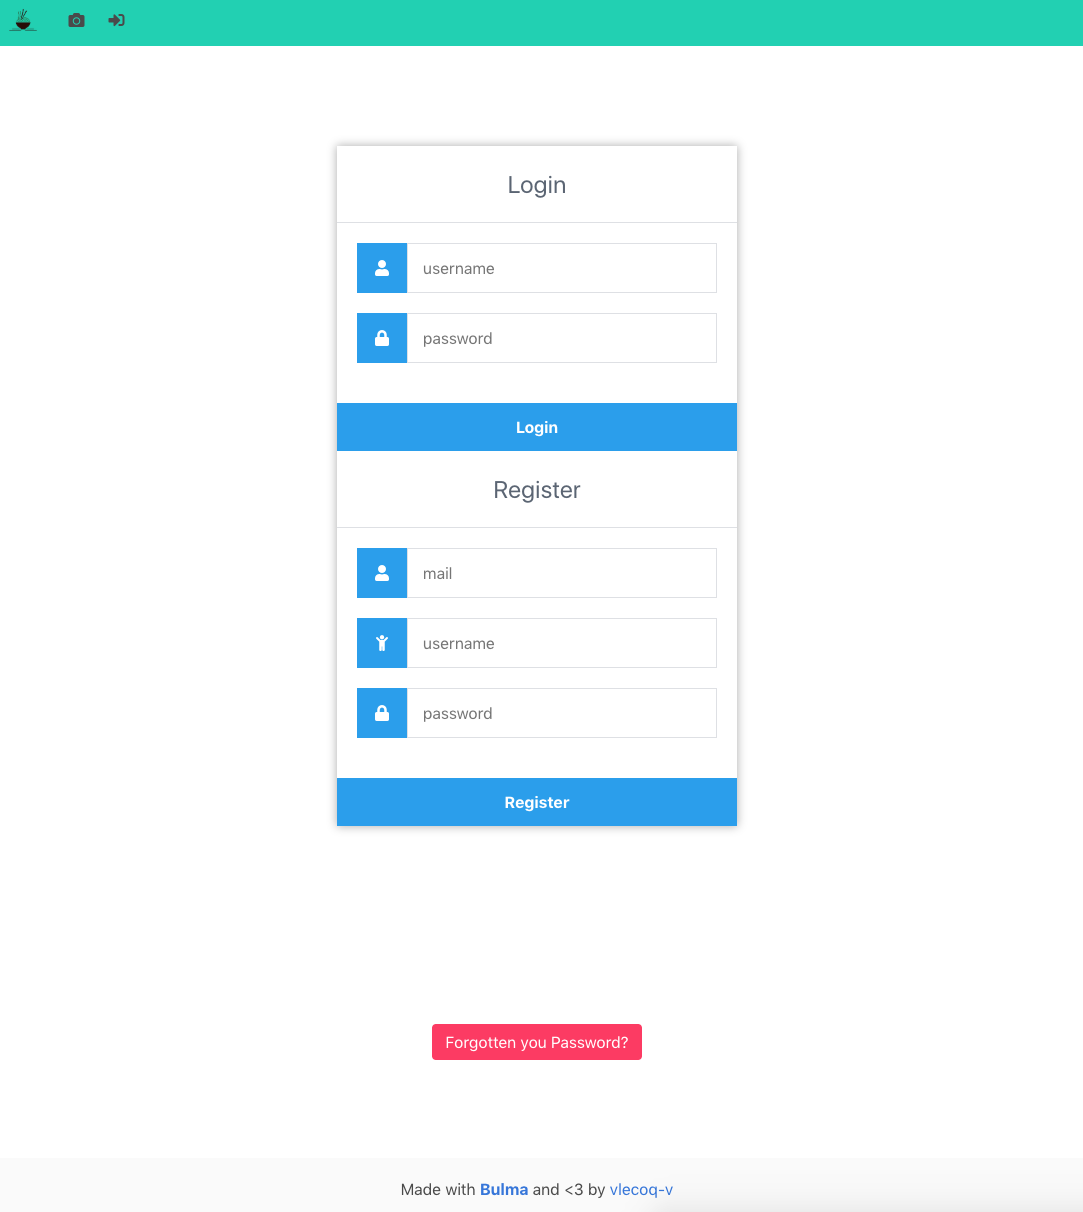 Login
username
password
Login
Register
mail
username
password
Register
Forgotten you Password?
Made with Bulma and <3 by vlecoq-v